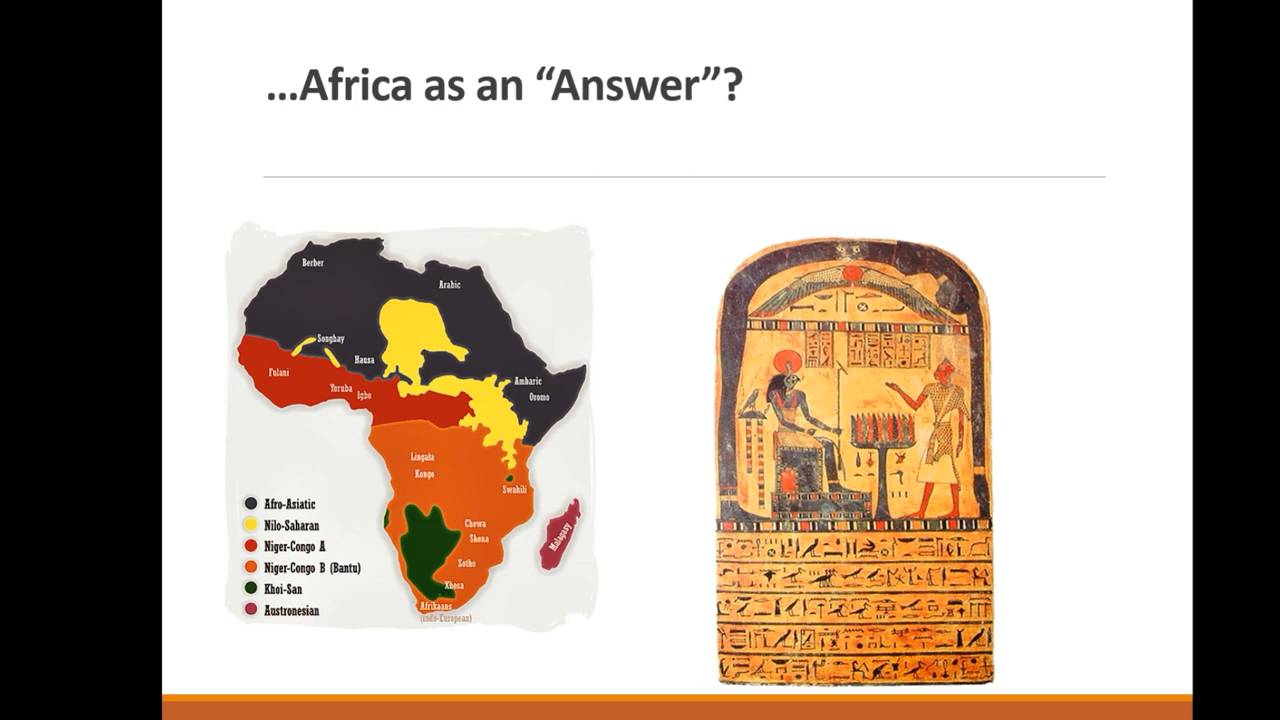 …Africa as an “Answer”?
Berber
Arabic
Songhay
Hausa
Fulani
Yoruba
Igbo
Amharic
Oromo
Lingala
Kongo
Swahili
Chewa
Shona
Malagasy
Sotho
Xhosa
Afrikaans
(Indo-European)
Afro-Asiatic
Nilo-Saharan
Niger-Congo A
Niger-Congo B (Bantu)
Khoi-San
Austronesian